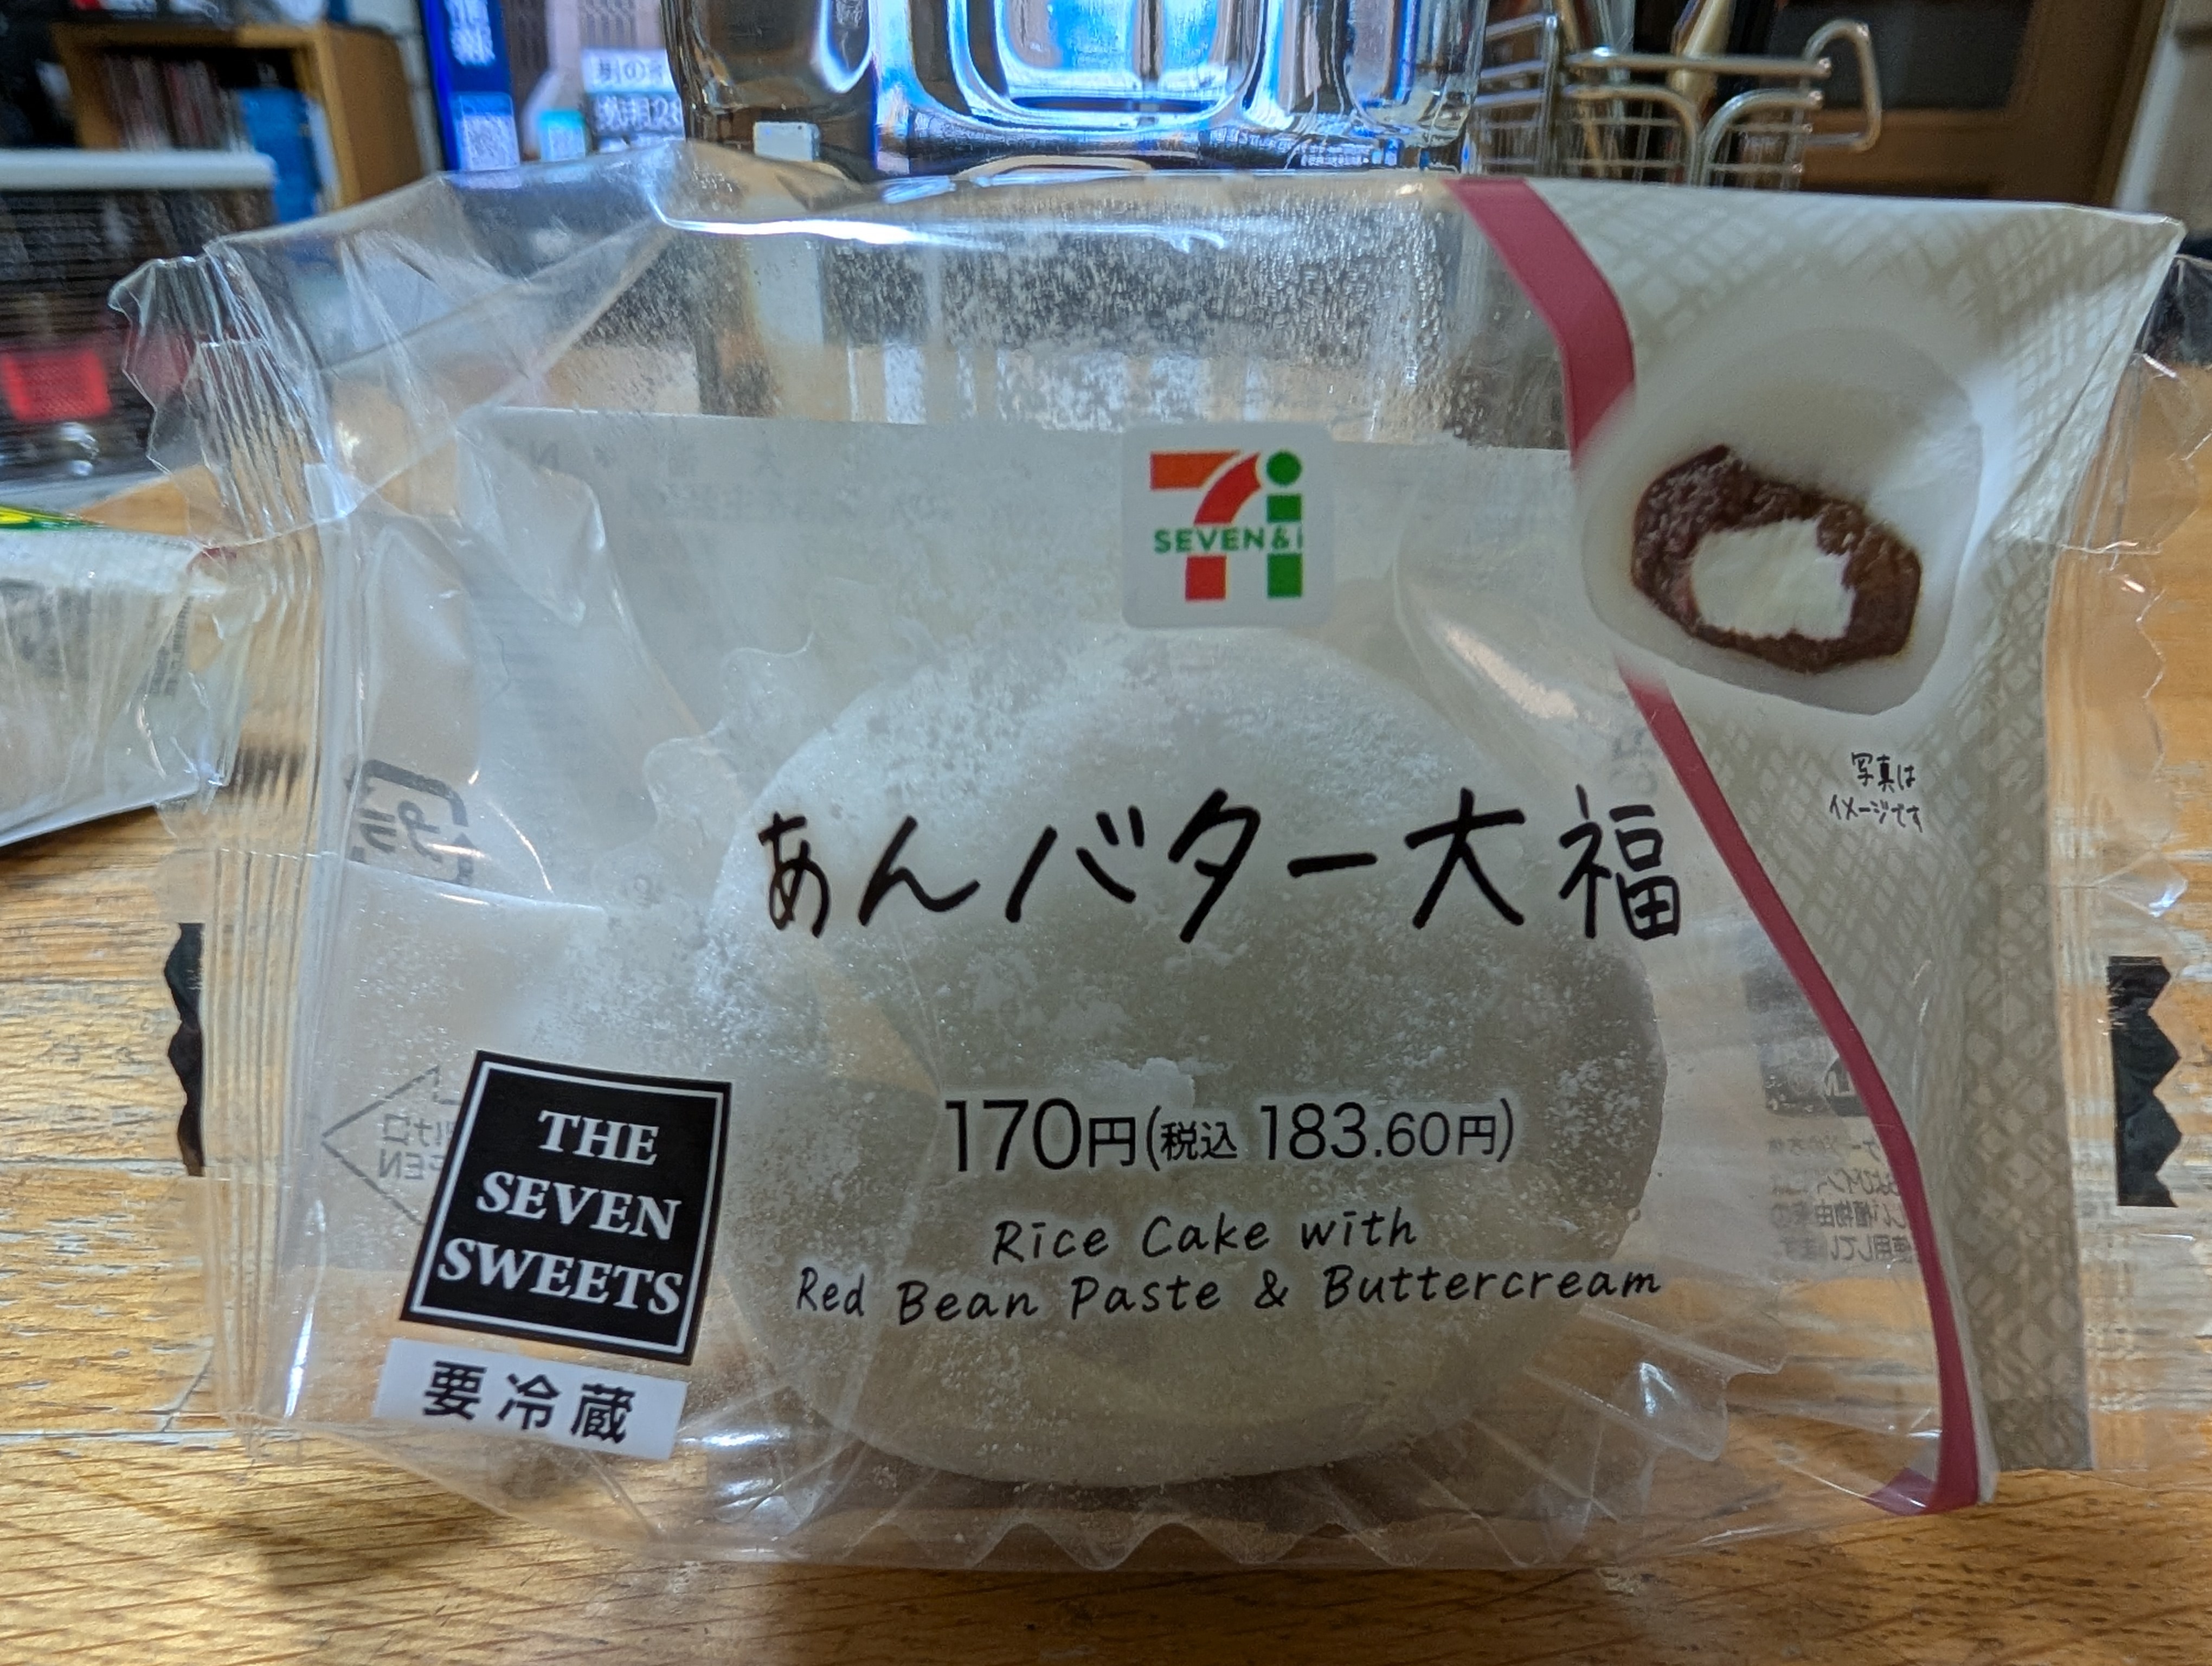 SEVEN&i
写真は
イメージです
あんバター大福
170円(税込 183.60円)
Rice Cake with
Red Bean Paste & Buttercream
THE
SEVEN
SWEETS
要冷蔵